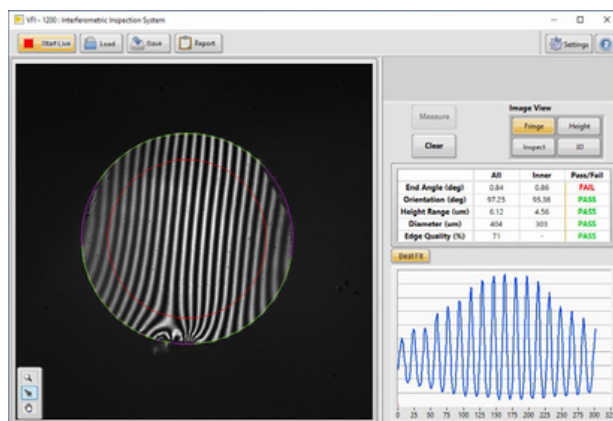 VFI - 1200 : Interferometric Inspection System
Start Live Load Save Report Settings
Image View
Measure Fringe Height
Clear Inspect 3D
All Inner Pass/Fail
End Angle (deg) 0.84 0.86 FAIL
Orientation (deg) 97.25 95.38 PASS
Height Range (um) 6.12 4.56 PASS
Diameter (um) 404 303 PASS
Edge Quality (%) 71 - PASS
Best Fit
0 25 50 75 100 125 150 175 200 225 250 275 300